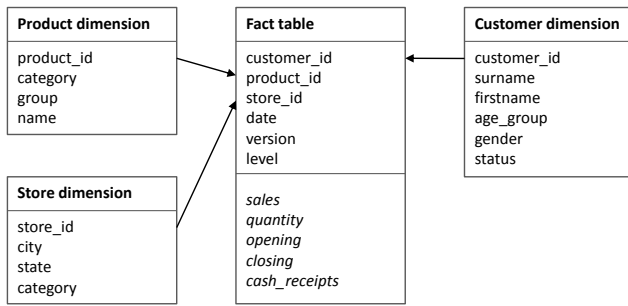 Product dimension
product_id
category
group
name
Store dimension
store_id
city
state
category
Fact table
customer_id
product_id
store_id
date
version
level
sales
quantity
opening
closing
cash_receipts
Customer dimension
customer_id
surname
firstname
age_group
gender
status